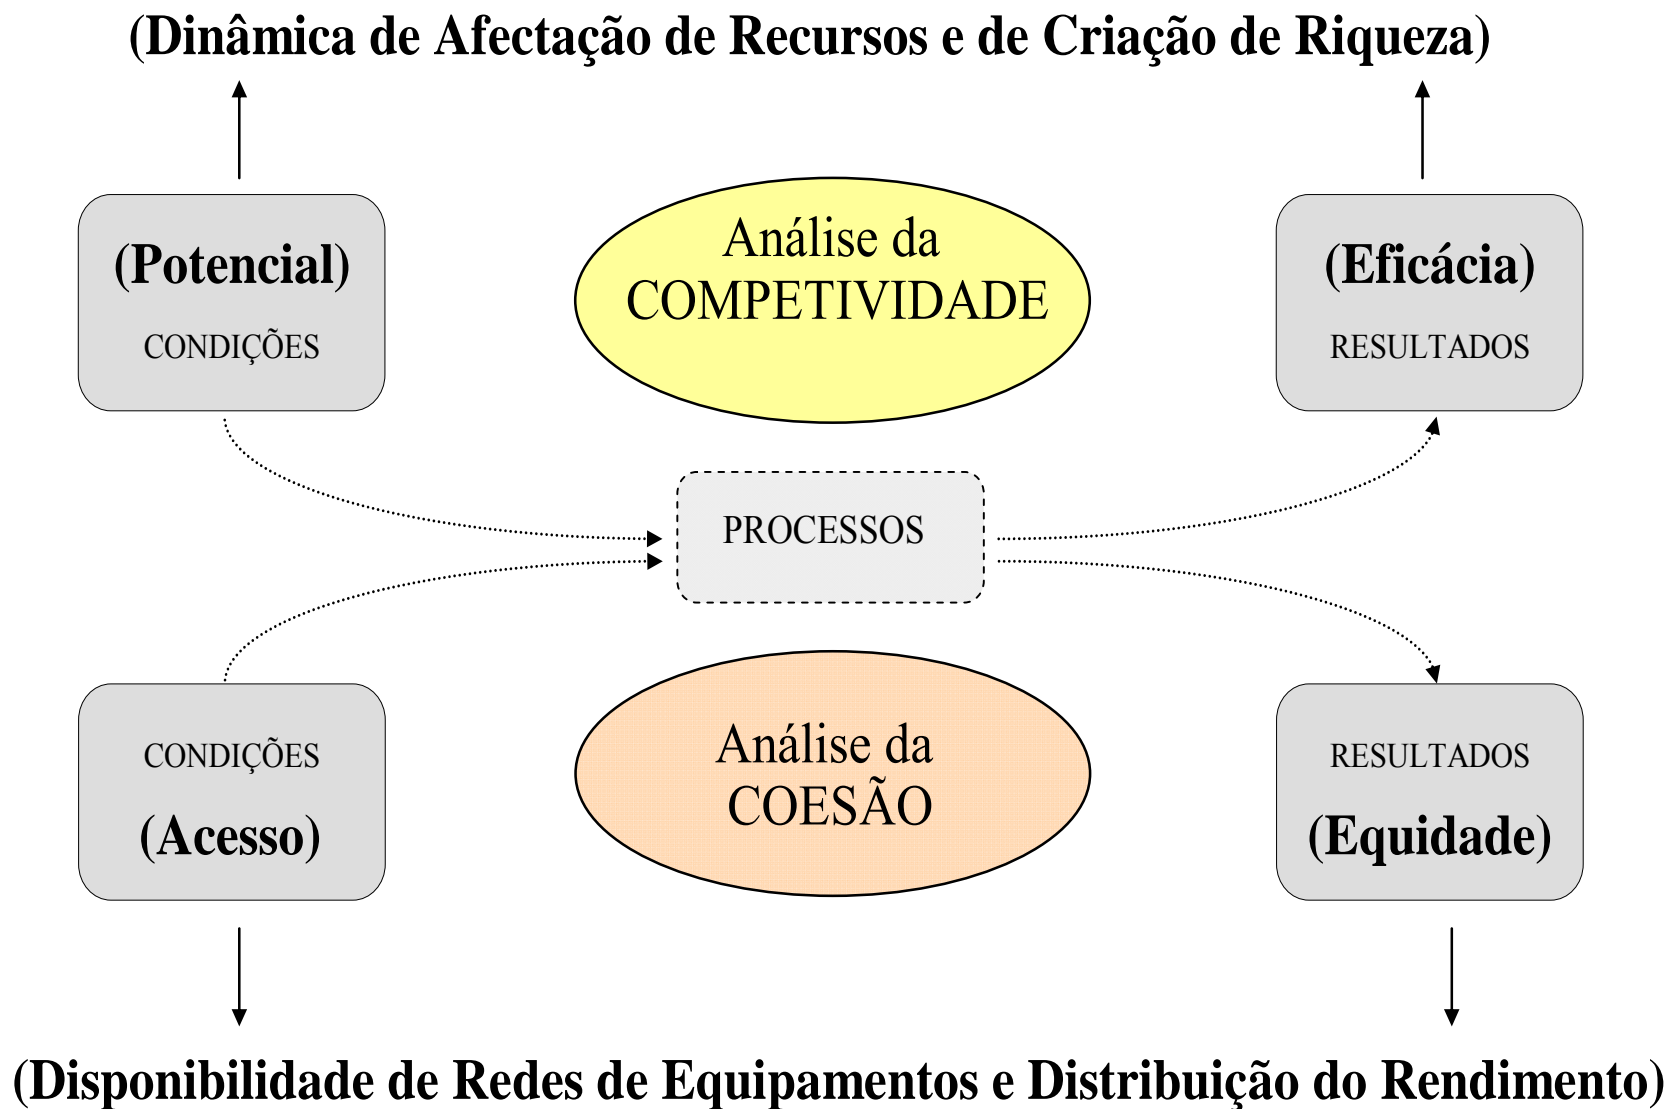 (Dinâmica de Afectação de Recursos e de Criação de Riqueza)
(Potencial)
CONDIÇÕES
Análise da
COMPETIVIDADE
(Eficácia)
RESULTADOS
PROCESSOS
CONDIÇÕES
(Acesso)
Análise da
COESÃO
RESULTADOS
(Equidade)
(Disponibilidade de Redes de Equipamentos e Distribuição do Rendimento)